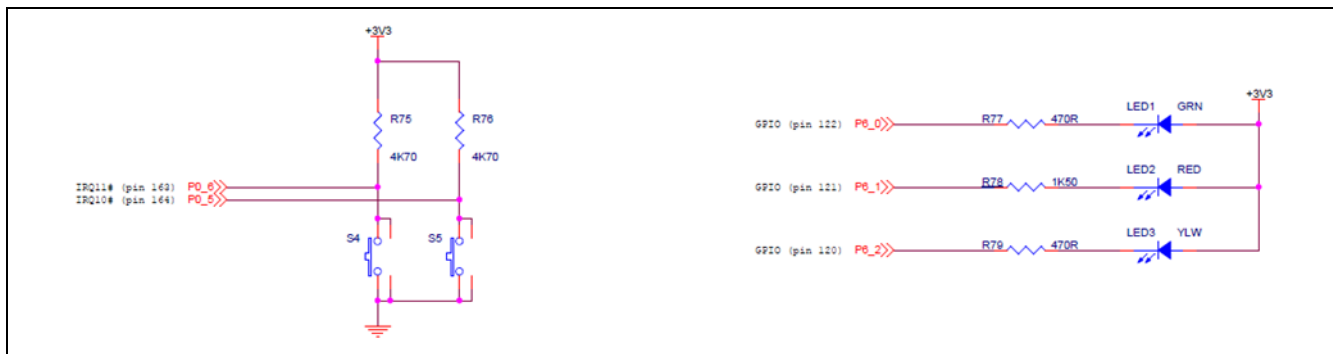 +3V3
R75
R76
4K70
4K70
IRQ11# (pin 163) P0_6
IRQ10# (pin 164) P0_5
S4
S5
+3V3
LED1 GRN
GPIO (pin 122) P6_0 R77 470R
LED2 RED
GPIO (pin 121) P6_1 R78 1K50
LED3 YLW
GPIO (pin 120) P6_2 R79 470R